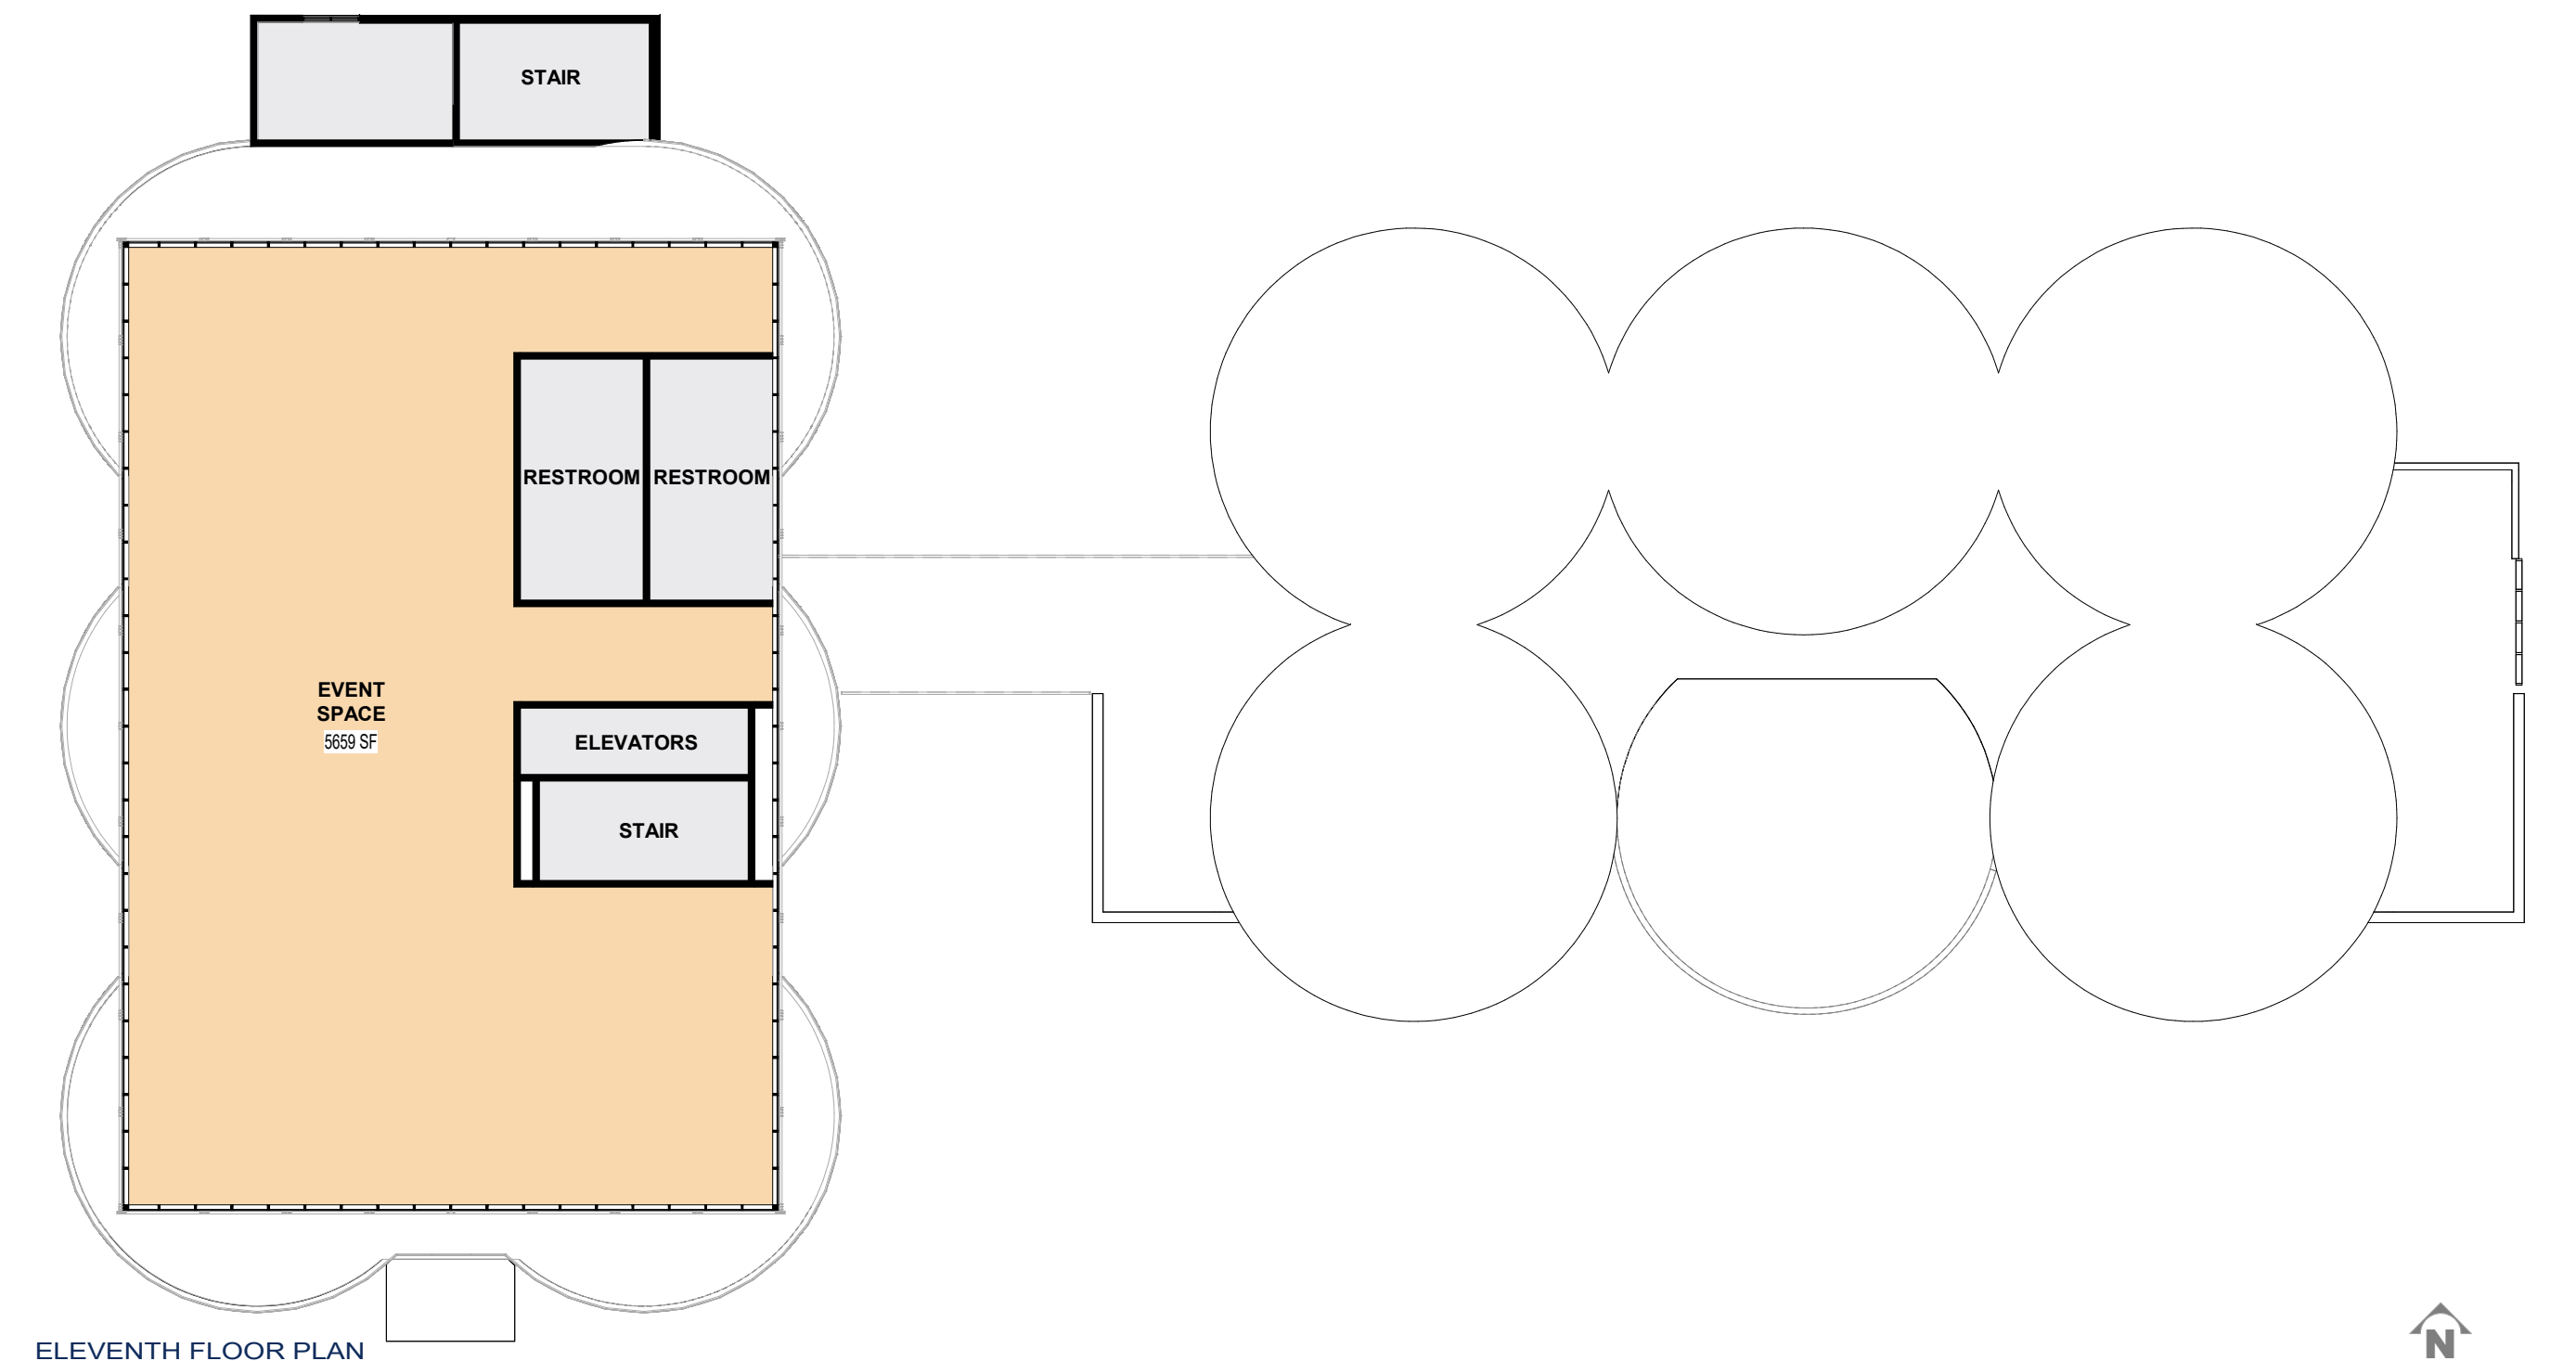 STAIR
RESTROOM RESTROOM
EVENT
SPACE
5659 SF
ELEVATORS
STAIR
ELEVENTH FLOOR PLAN
N